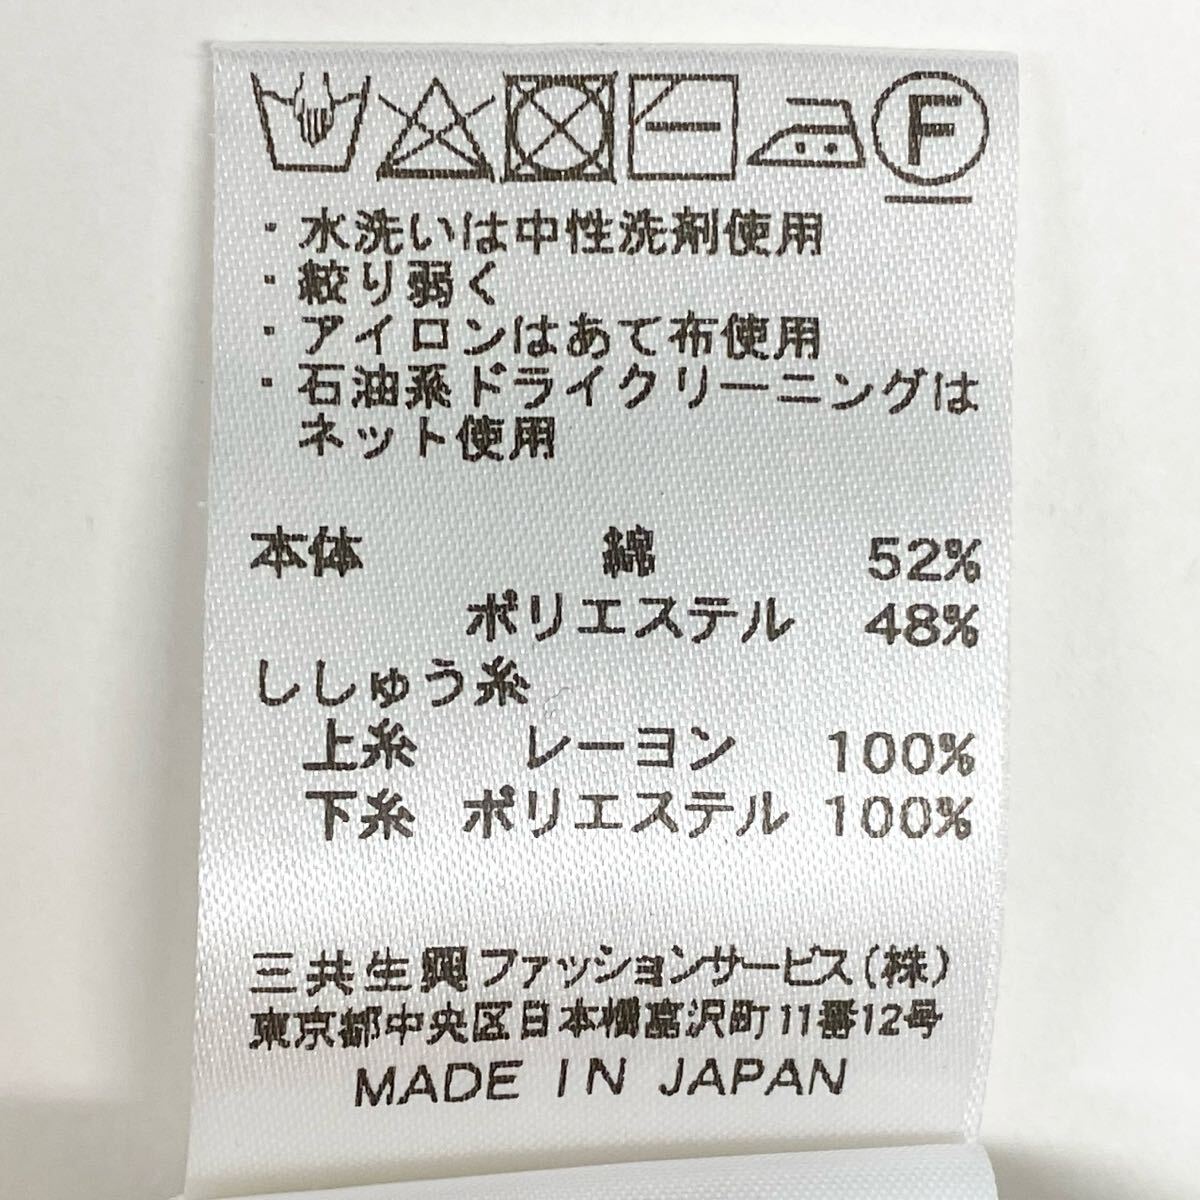 F
・水洗いは中性洗剤使用
・絞り弱く
・アイロンはあて布使用
・石油系ドライクリーニングは
ネット使用
本体 綿 52%
ポリエステル 48%
ししゅう糸
上糸 レーヨン 100%
下糸 ポリエステル 100%
三共生興ファッションサービス(株)
東京都中央区日本橋富沢町11番12号
MADE IN JAPAN